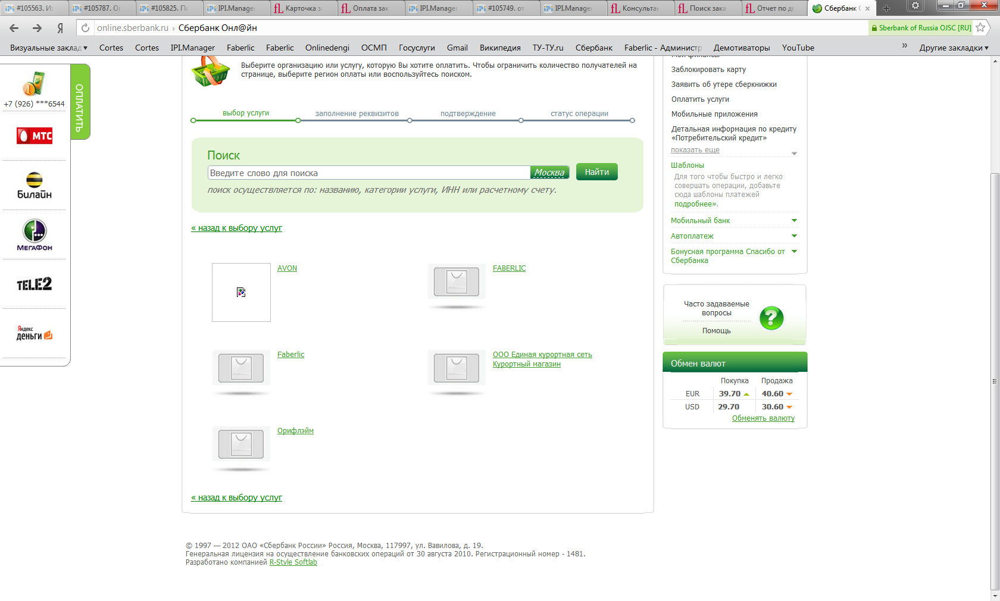 #105563. Из
#105787. О
#105825. По
IPI.Manager
Карточка за
Оплата зак
IPI.Manager
#105749. от
IPI.Manager
Консультан
Поиск зака
Отчет по д
Сбербанк О
Я
online.sberbank.ru › Сбербанк Онл@йн
Sberbank of Russia OJSC [RU]
Визуальные заклад
Cortes
Cortes
IPI.Manager
Faberlic
Faberlic
Onlinedengi
ОСМП
Госуслуги
Gmail
Википедия
ТУ-ТУ.ru
Сбербанк
Faberlic - Администр
Демотиваторы
YouTube
»
Другие закладки
+7 (926) ***6544
ОПЛАТИТЬ
МТС
Билайн
МЕГАФОН
TELE2
Яндекс
деньги
Выберите организацию или услугу, которую Вы хотите оплатить. Чтобы ограничить количество получателей на
странице, выберите регион оплаты или воспользуйтесь поиском.
выбор услуги
заполнение реквизитов
подтверждение
статус операции
Поиск
Введите слово для поиска
Москва
Найти
поиск осуществляется по: названию, категории услуги, ИНН или расчетному счету.
« назад к выбору услуг
AVON
FABERLIC
Faberlic
ООО Единая курортная сеть
Курортный магазин
Орифлэйм
« назад к выбору услуг
Мои финансы
Заблокировать карту
Заявить об утере сберкнижки
Оплатить услуги
Мобильные приложения
Детальная информация по кредиту
«Потребительский кредит»
показать еще
Шаблоны
Для того чтобы быстро и легко
совершать операции, добавьте
сюда шаблоны платежей
подробнее».
Мобильный банк
Автоплатеж
Бонусная программа Спасибо от
Сбербанка
Часто задаваемые
вопросы
Помощь
?
Обмен валют
Покупка Продажа
EUR 39.70 40.60
USD 29.70 30.60
Обменять валюту
© 1997 — 2012 ОАО «Сбербанк России» Россия, Москва, 117997, ул. Вавилова, д. 19.
Генеральная лицензия на осуществление банковских операций от 30 августа 2010. Регистрационный номер - 1481.
Разработано компанией R-Style Softlab